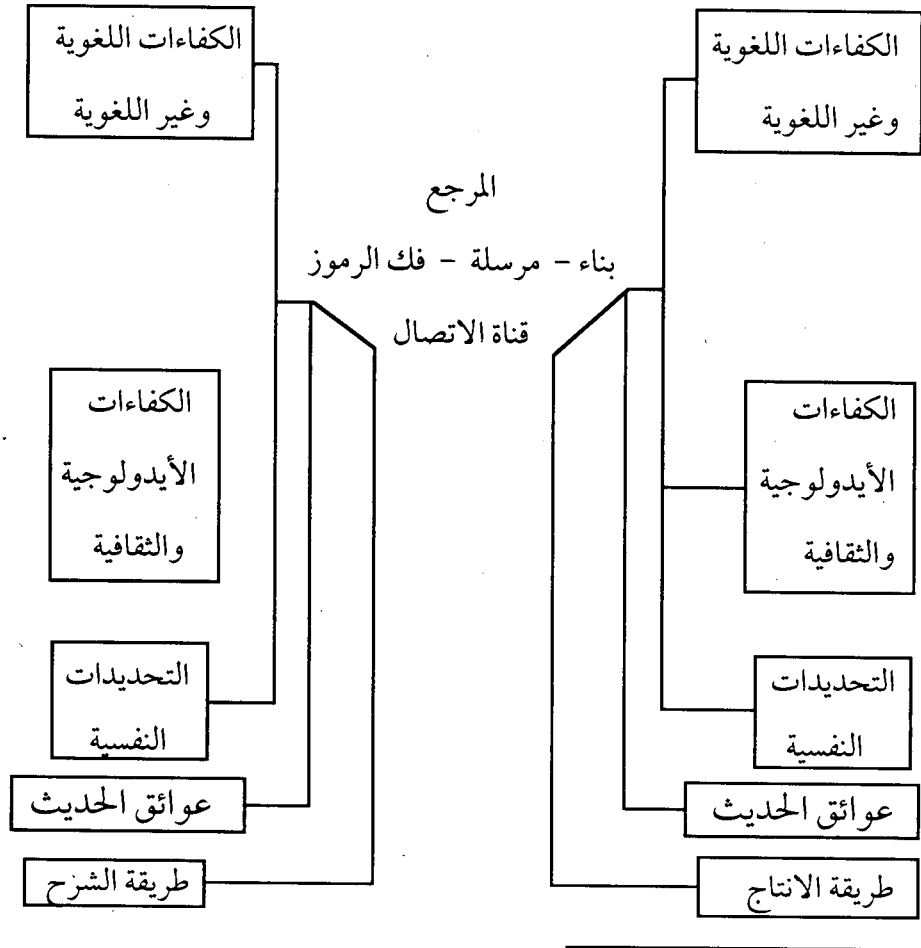 الكفاءات اللغوية
وغير اللغوية
الكفاءات
الأيدولوجية
والثقافية
التحديدات
النفسية
عوائق الحديث
طريقة الانتاج
المرجع
بناء - مرسلة - فك الرموز
قناة الاتصال
الكفاءات اللغوية
وغير اللغوية
الكفاءات
الأيدولوجية
والثقافية
التحديدات
النفسية
عوائق الحديث
طريقة الشرح